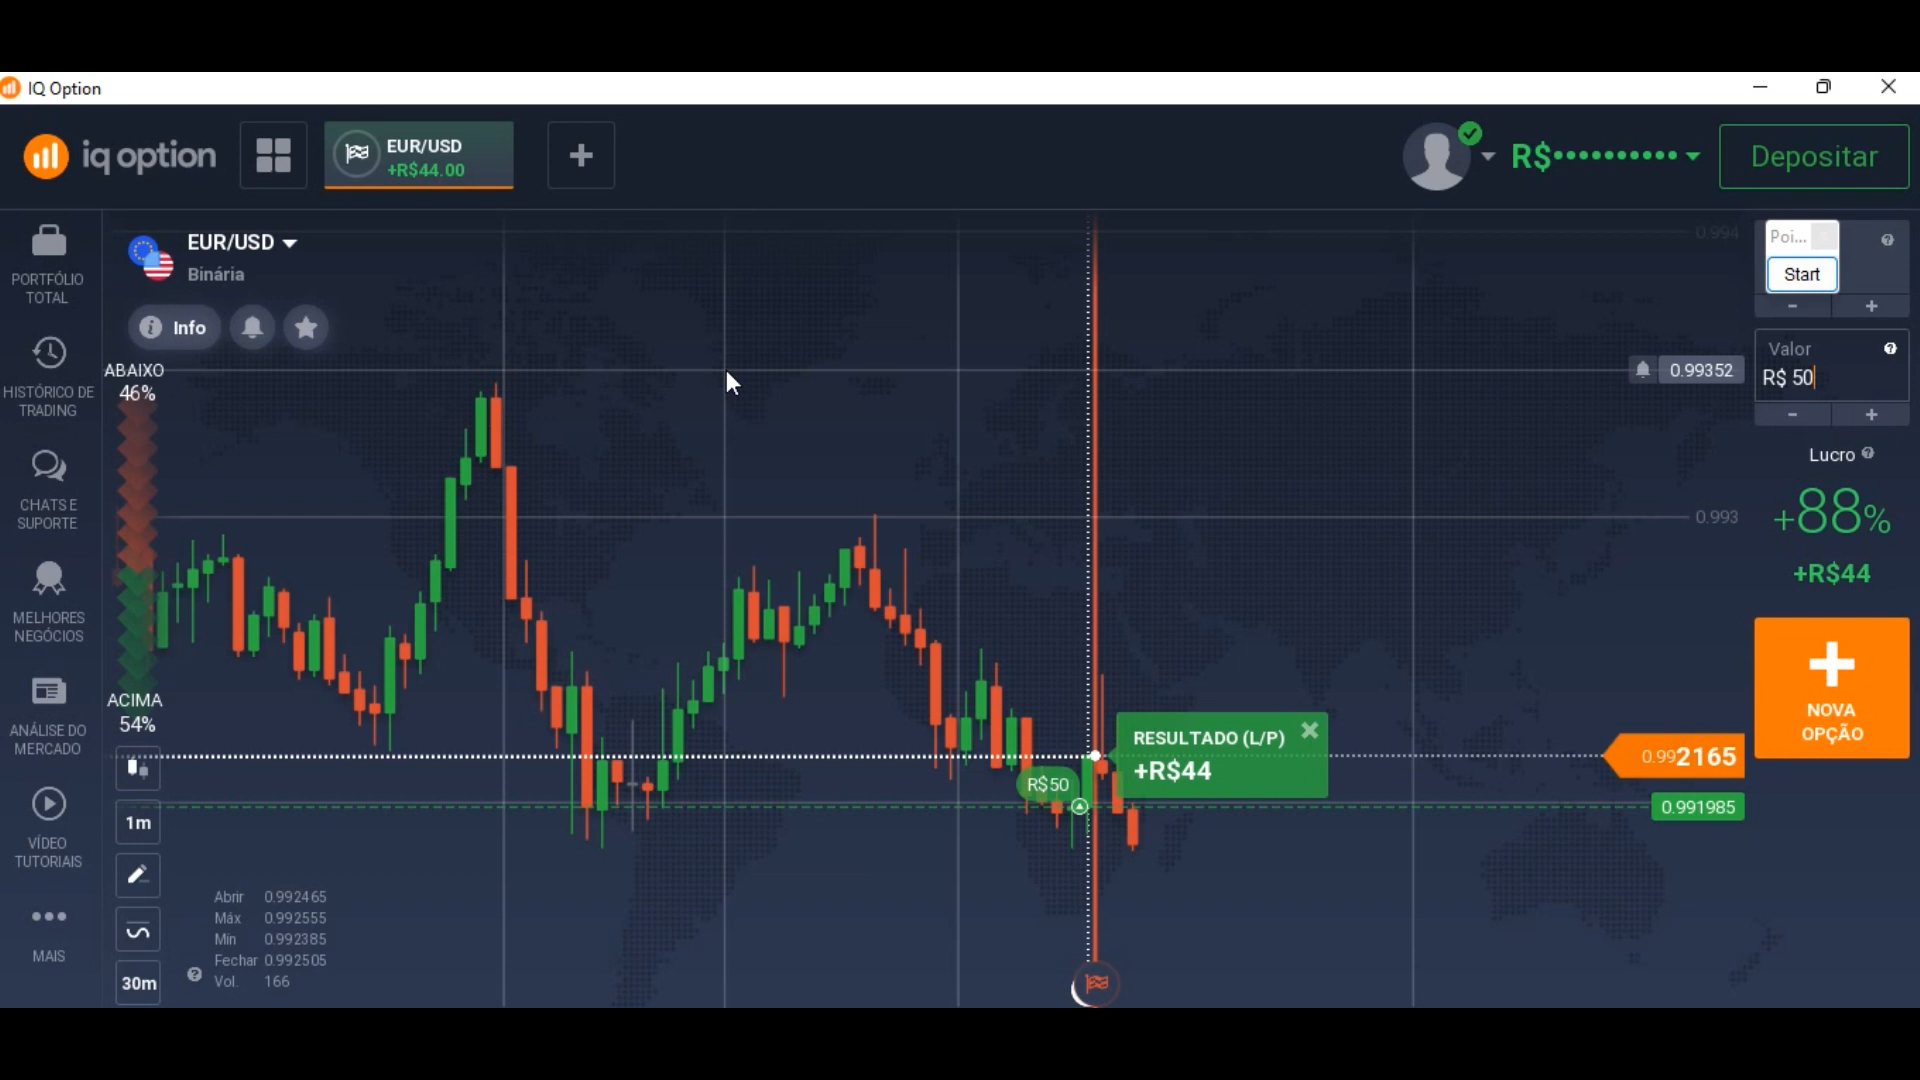 IQ Option
iq option
EUR/USD
+R$44.00
R$••••••••••
Depositar
PORTFÓLIO
TOTAL
HISTÓRICO DE
TRADING
CHATS E
SUPORTE
MELHORES
NEGÓCIOS
ANÁLISE DO
MERCADO
VÍDEO
TUTORIAIS
MAIS
EUR/USD
Binária
Info
ABAIXO
46%
ACIMA
54%
1m
30m
Abrir 0.992465
Máx 0.992555
Mín 0.992385
Fechar 0.992505
Vol. 166
R$50
RESULTADO (L/P)
+R$44
0.994
0.99352
0.993
0.992165
0.991985
Poi...
Start
Valor
R$ 50
Lucro
+88%
+R$44
NOVA
OPÇÃO